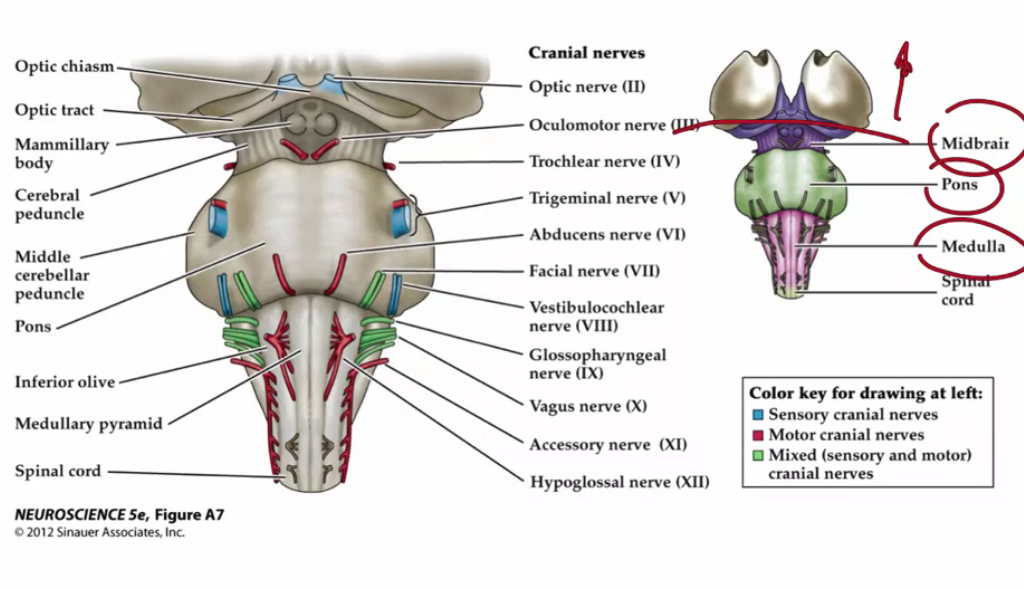 Optic chiasm
Optic tract
Mammillary
body
Cerebral
peduncle
Middle
cerebellar
peduncle
Pons
Inferior olive
Medullary pyramid
Spinal cord
Cranial nerves
Optic nerve (II)
Oculomotor nerve (III)
Trochlear nerve (IV)
Trigeminal nerve (V)
Abducens nerve (VI)
Facial nerve (VII)
Vestibulocochlear
nerve (VIII)
Glossopharyngeal
nerve (IX)
Vagus nerve (X)
Accessory nerve (XI)
Hypoglossal nerve (XII)
Midbrain
Pons
Medulla
Spinal
cord
Color key for drawing at left:
Sensory cranial nerves
Motor cranial nerves
Mixed (sensory and motor)
cranial nerves
NEUROSCIENCE 5e, Figure A7
© 2012 Sinauer Associates, Inc.